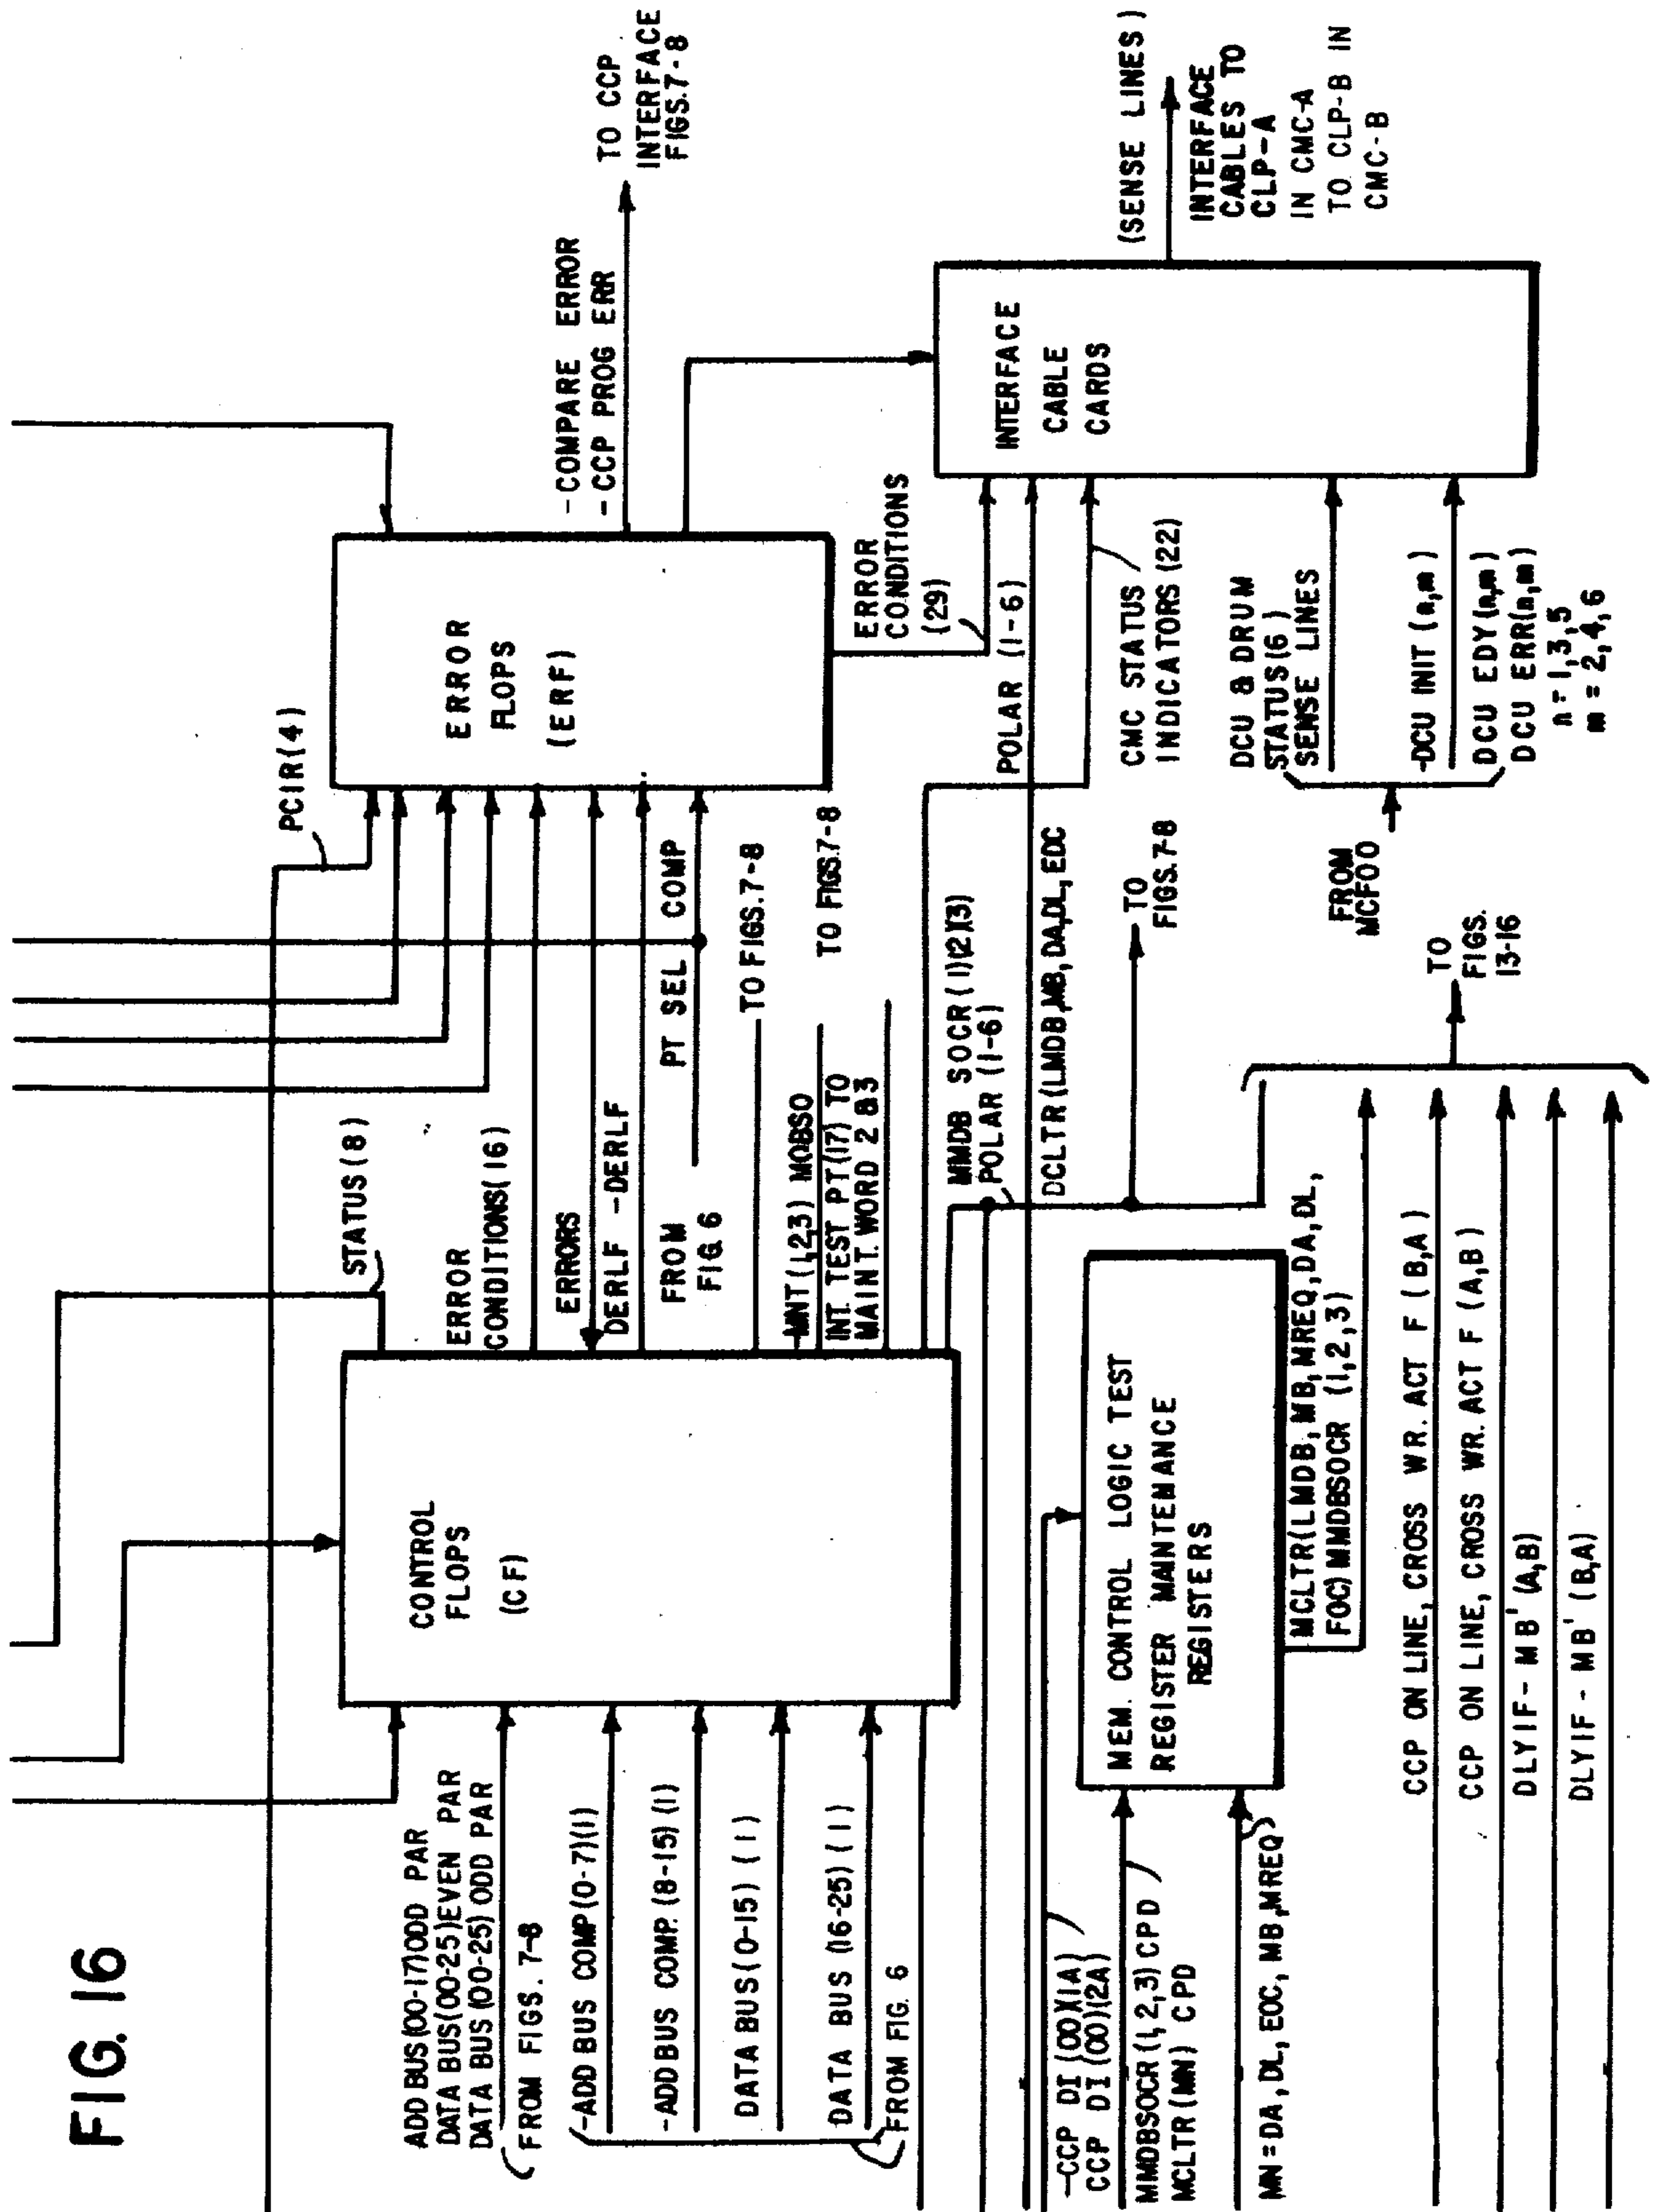 FIG. 16
ADD BUS (00-17) ODD PAR
DATA BUS (00-25) EVEN PAR
DATA BUS (00-25) ODD PAR
FROM FIGS. 7-8
-ADD BUS COMP (0-7)(1)
-ADD BUS COMP. (8-15) (1)
DATA BUS (0-15) (1)
DATA BUS (16-25) (1)
FROM FIG. 6
-CCP DI (00)(1A)
CCP DI (00)(2A)
MMDBSOCR (1,2,3) CPD
MCLTR (MN) CPD
MN = DA, DL, EOC, MB, MREQ
CONTROL
FLOPS
(CF)
MEM. CONTROL LOGIC TEST
REGISTER MAINTENANCE
REGISTERS
CCP ON LINE, CROSS WR. ACT F (B,A)
CCP ON LINE, CROSS WR. ACT F (A,B)
DLYIF - MB' (A,B)
DLYIF - MB' (B,A)
STATUS (8)
ERROR
CONDITIONS (16)
ERRORS
DERLF -DERLF
FROM
FIG. 6
PT SEL COMP
TO FIGS. 7-8
-MNT (1,2,3) MOBSO
INT. TEST PT (17) TO
MAINT. WORD 2 &3
TO FIGS. 7-8
MMDB SOCR (1)(2)(3)
POLAR (1-6)
DCLTR (LMDB, MB, DA, DL, EDC
TO
FIGS. 7-8
MCLTR (LMDB, MB, MREQ, DA, DL,
FOC) MMDBSOCR (1,2,3)
TO
FIGS.
13-16
PCIR (4)
ERROR
FLOPS
(ERF)
-COMPARE ERROR
-CCP PROG ERR
TO CCP
INTERFACE
FIGS. 7-8
ERROR
CONDITIONS
(29)
POLAR (1-6)
CMC STATUS
INDICATORS (22)
DCU & DRUM
STATUS (6)
SENSE LINES
FROM
MCF00
-DCU INIT (n,m)
DCU EDY (n,m)
DCU ERR (n,m)
n = 1,3,5
m = 2,4,6
INTERFACE
CABLE
CARDS
(SENSE LINES)
INTERFACE
CABLES TO
CLP-A
IN CMC-A
TO CLP-B IN
CMC-B